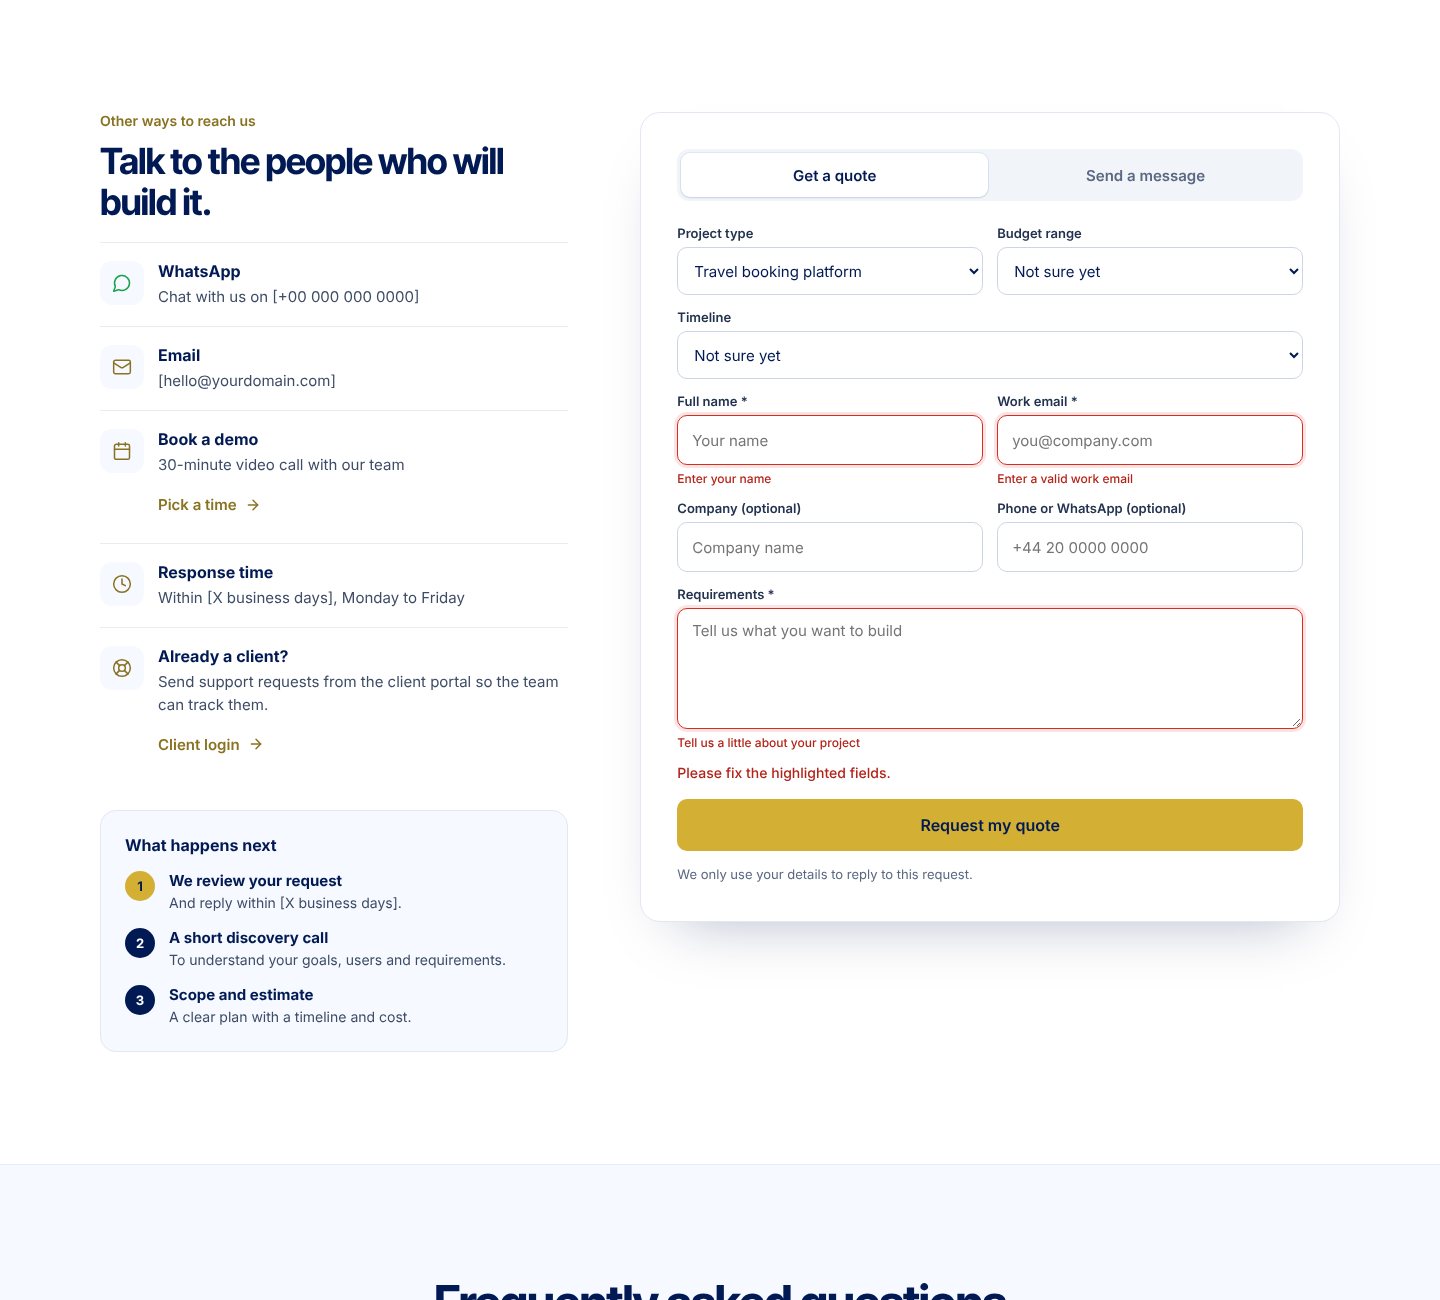 Other ways to reach us
Talk to the people who will
build it.
WhatsApp
Chat with us on [+00 000 000 0000]
Email
[hello@yourdomain.com]
Book a demo
30-minute video call with our team
Pick a time →
Response time
Within [X business days], Monday to Friday
Already a client?
Send support requests from the client portal so the team
can track them.
Client login →
What happens next
1
We review your request
And reply within [X business days].
2
A short discovery call
To understand your goals, users and requirements.
3
Scope and estimate
A clear plan with a timeline and cost.
Get a quote
Send a message
Project type
Budget range
Travel booking platform
Not sure yet
Timeline
Not sure yet
Full name *
Work email *
Your name
you@company.com
Enter your name
Enter a valid work email
Company (optional)
Phone or WhatsApp (optional)
Company name
+44 20 0000 0000
Requirements *
Tell us what you want to build
Tell us a little about your project
Please fix the highlighted fields.
Request my quote
We only use your details to reply to this request.
Frequently asked questions